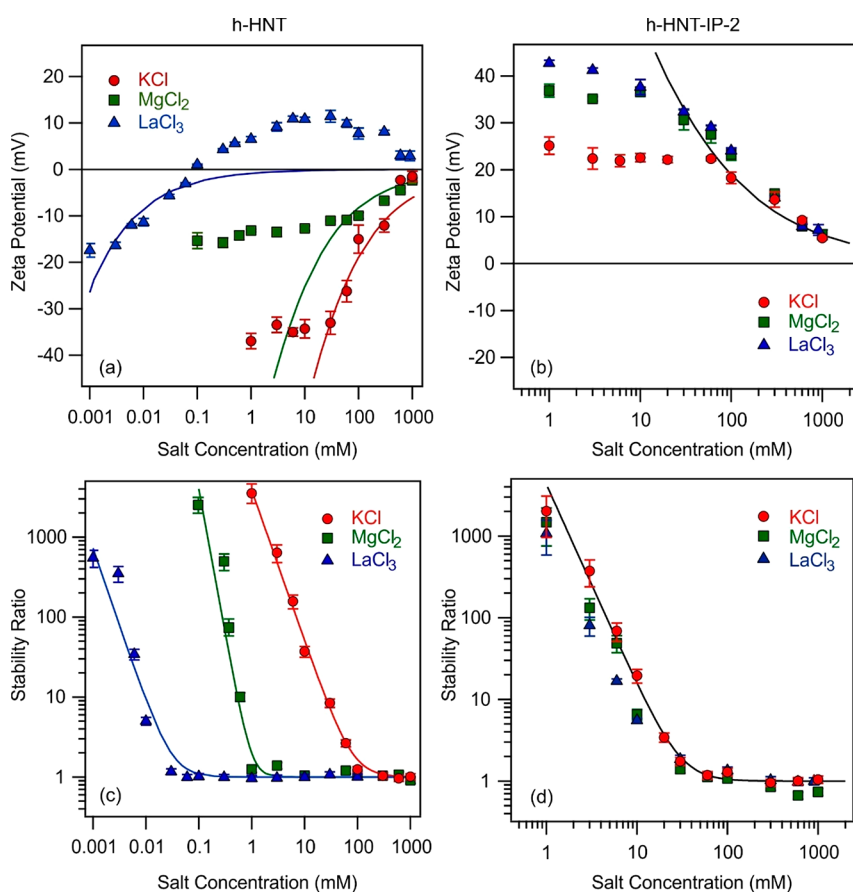 h-HNT
h-HNT-IP-2
Zeta Potential (mV)
20
0
-10
-20
-30
-40
KCl
MgCl2
LaCl3
(a)
0.001
0.01
0.1
1
10
100
1000
Salt Concentration (mM)
Zeta Potential (mV)
40
30
20
10
0
-10
-20
KCl
MgCl2
LaCl3
(b)
1
10
100
1000
Salt Concentration (mM)
Stability Ratio
1000
100
10
1
KCl
MgCl2
LaCl3
(c)
0.001
0.01
0.1
1
10
100
1000
Salt Concentration (mM)
Stability Ratio
1000
100
10
1
KCl
MgCl2
LaCl3
(d)
1
10
100
1000
Salt Concentration (mM)